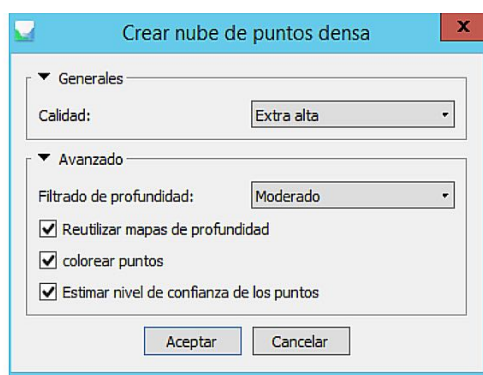 Crear nube de puntos densa
x
Generales
Calidad: Extra alta
Avanzado
Filtrado de profundidad: Moderado
Reutilizar mapas de profundidad
colorear puntos
Estimar nivel de confianza de los puntos
Aceptar Cancelar